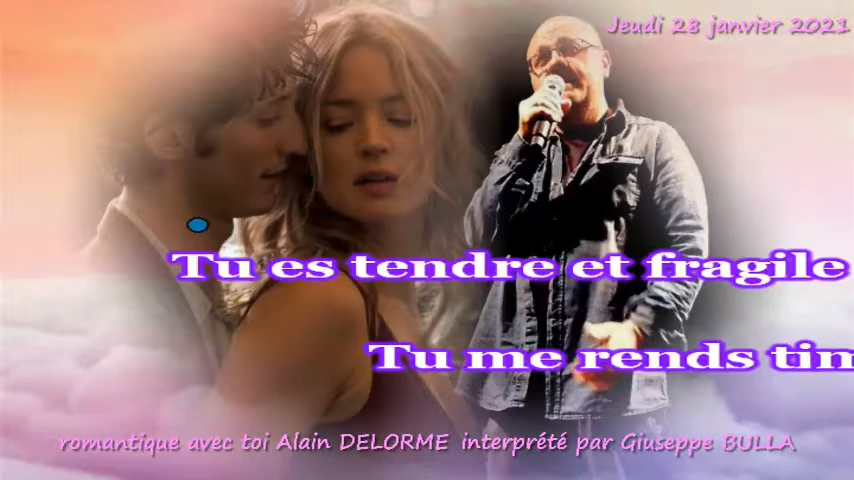 Jeudi 28 janvier 2021
Tu es tendre et fragile
Tu me rends tim
romantique avec toi Alain DELORME interprété par Giuseppe BULLA